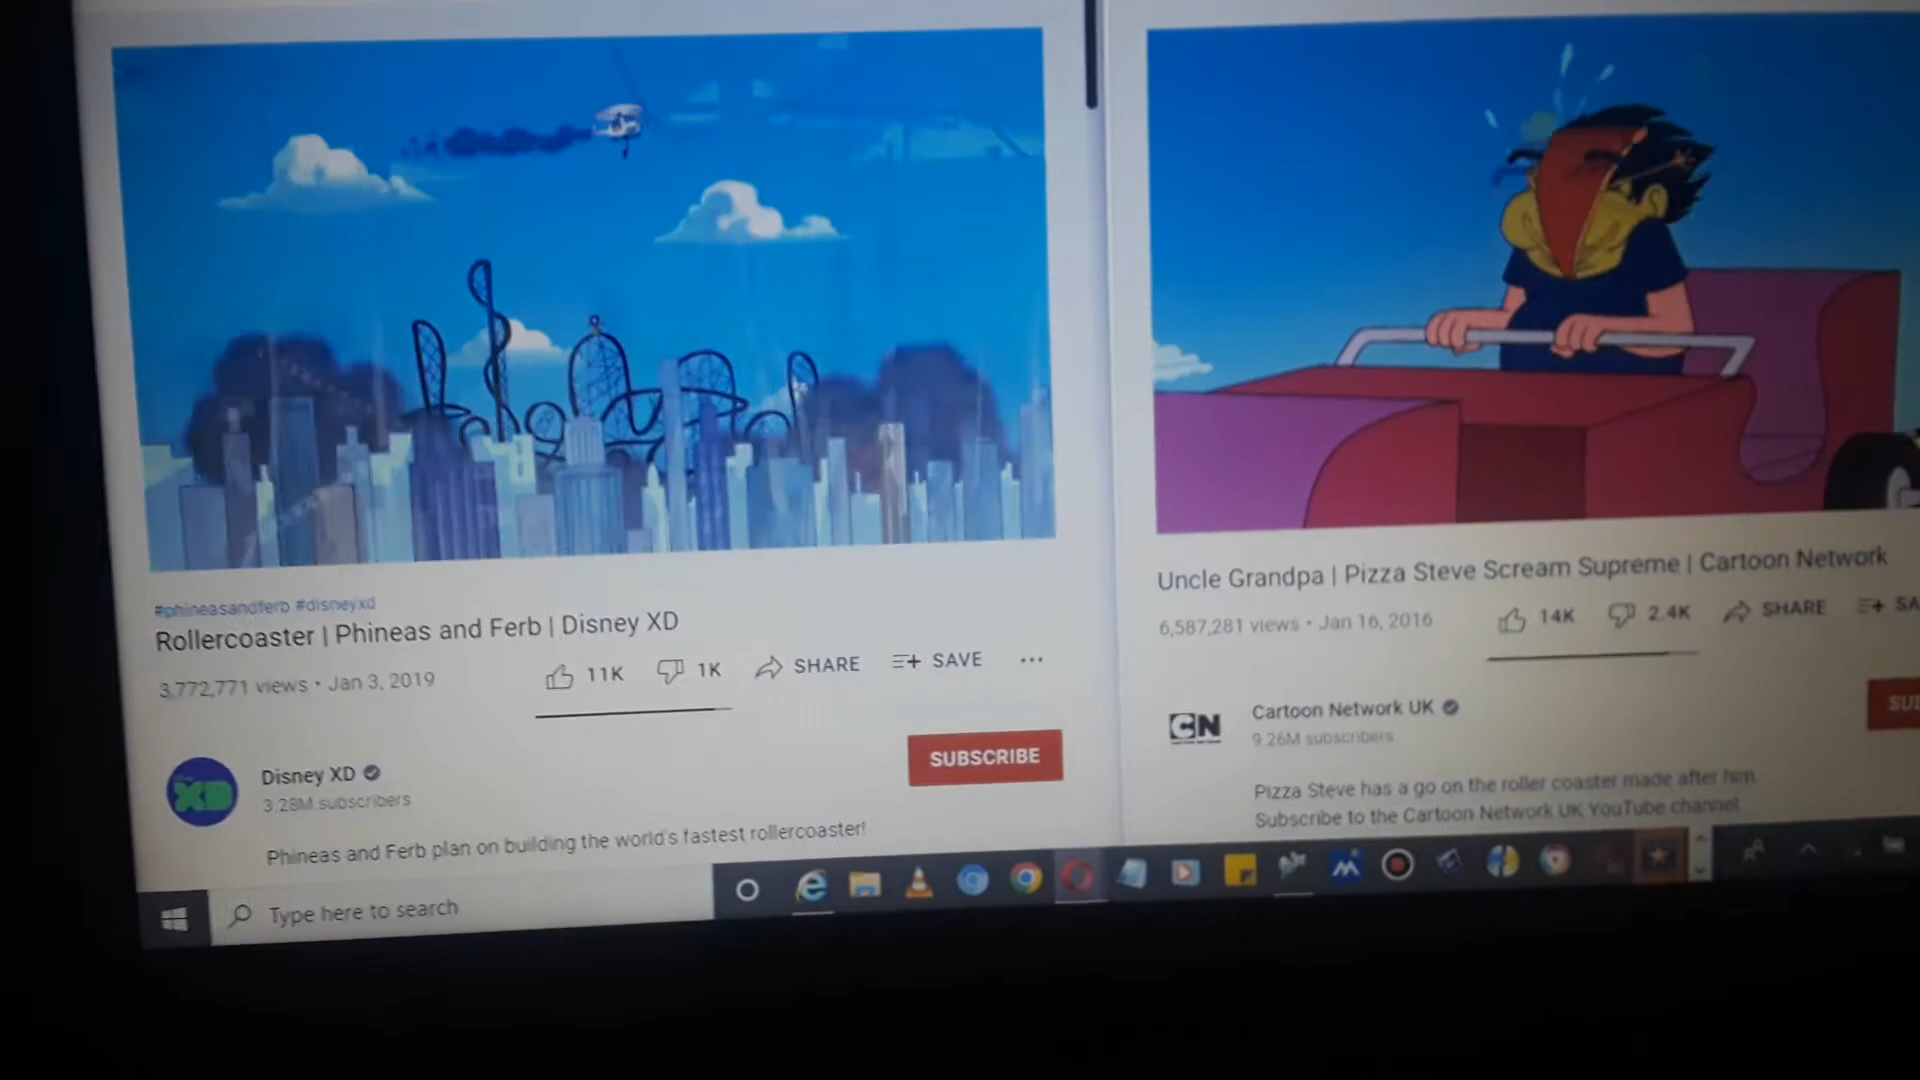 #phineasandferb #disneyxd
Rollercoaster | Phineas and Ferb | Disney XD
3,772,771 views • Jan 3, 2019
11K
1K
SHARE
SAVE
XD
Disney XD
3.28M subscribers
SUBSCRIBE
Phineas and Ferb plan on building the world's fastest rollercoaster!
Uncle Grandpa | Pizza Steve Scream Supreme | Cartoon Network
6,587,281 views • Jan 16, 2016
14K
2.4K
SHARE
SA
CN
Cartoon Network UK
9.26M subscribers
SU
Pizza Steve has a go on the roller coaster made after him.
Subscribe to the Cartoon Network UK YouTube channel:
Type here to search